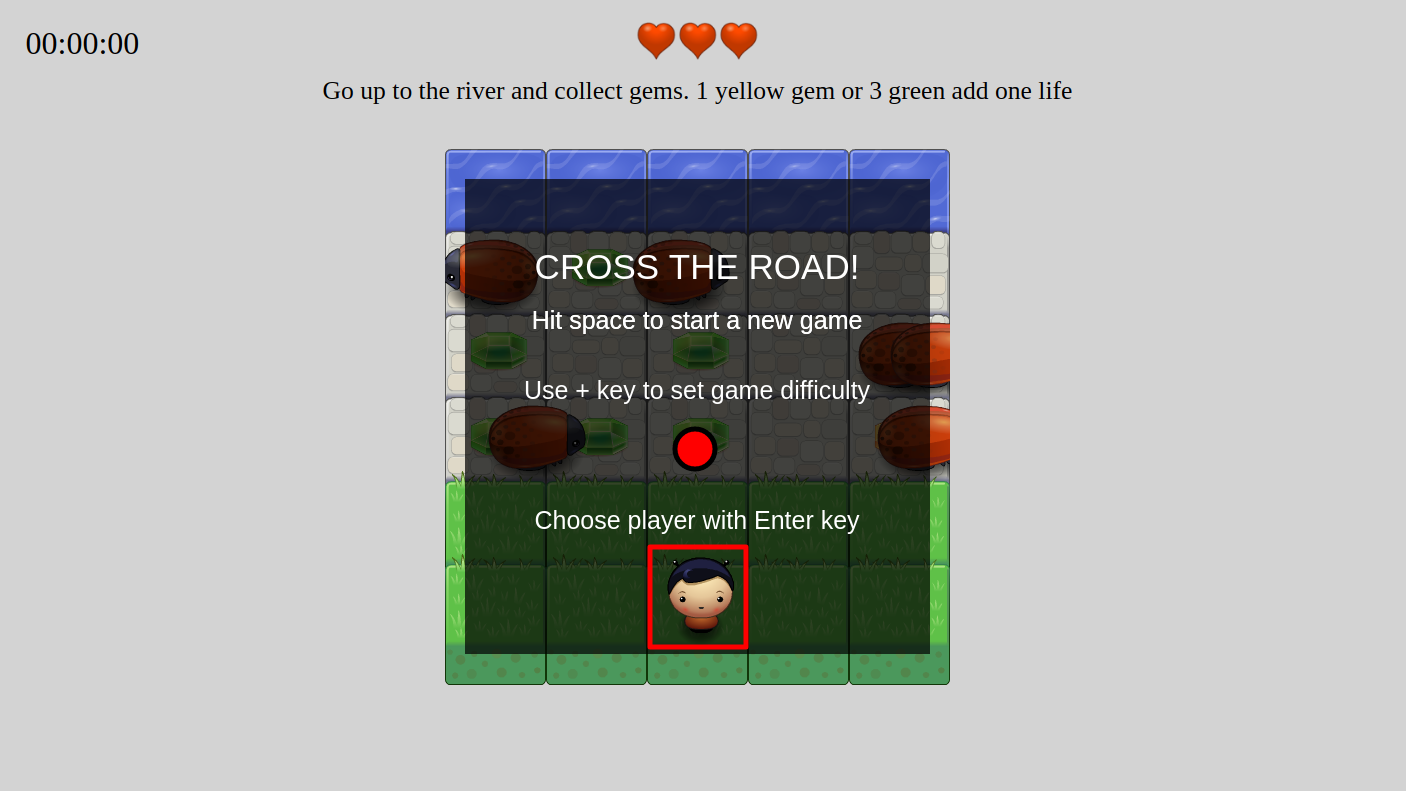 00:00:00
Go up to the river and collect gems. 1 yellow gem or 3 green add one life
CROSS THE ROAD!
Hit space to start a new game
Use + key to set game difficulty
Choose player with Enter key